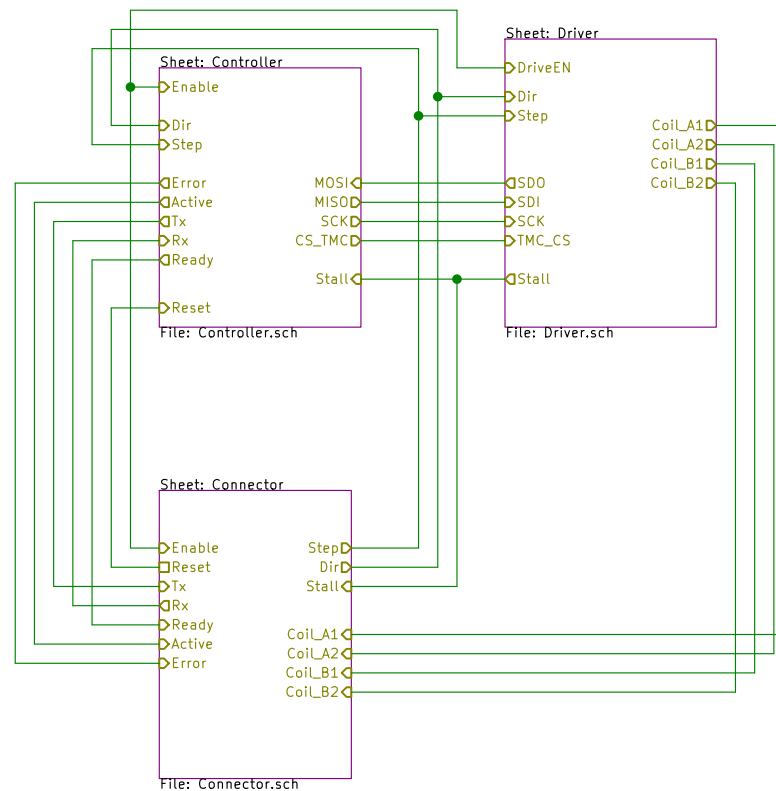 Sheet: Controller
Enable
Dir
Step
Error
Active
Tx
Rx
Ready
Reset
MOSI
MISO
SCK
CS_TMC
Stall
File: Controller.sch
Sheet: Driver
DriveEN
Dir
Step
SDO
SDI
SCK
TMC_CS
Stall
Coil_A1
Coil_A2
Coil_B1
Coil_B2
File: Driver.sch
Sheet: Connector
Enable
Reset
Tx
Rx
Ready
Active
Error
Step
Dir
Stall
Coil_A1
Coil_A2
Coil_B1
Coil_B2
File: Connector.sch